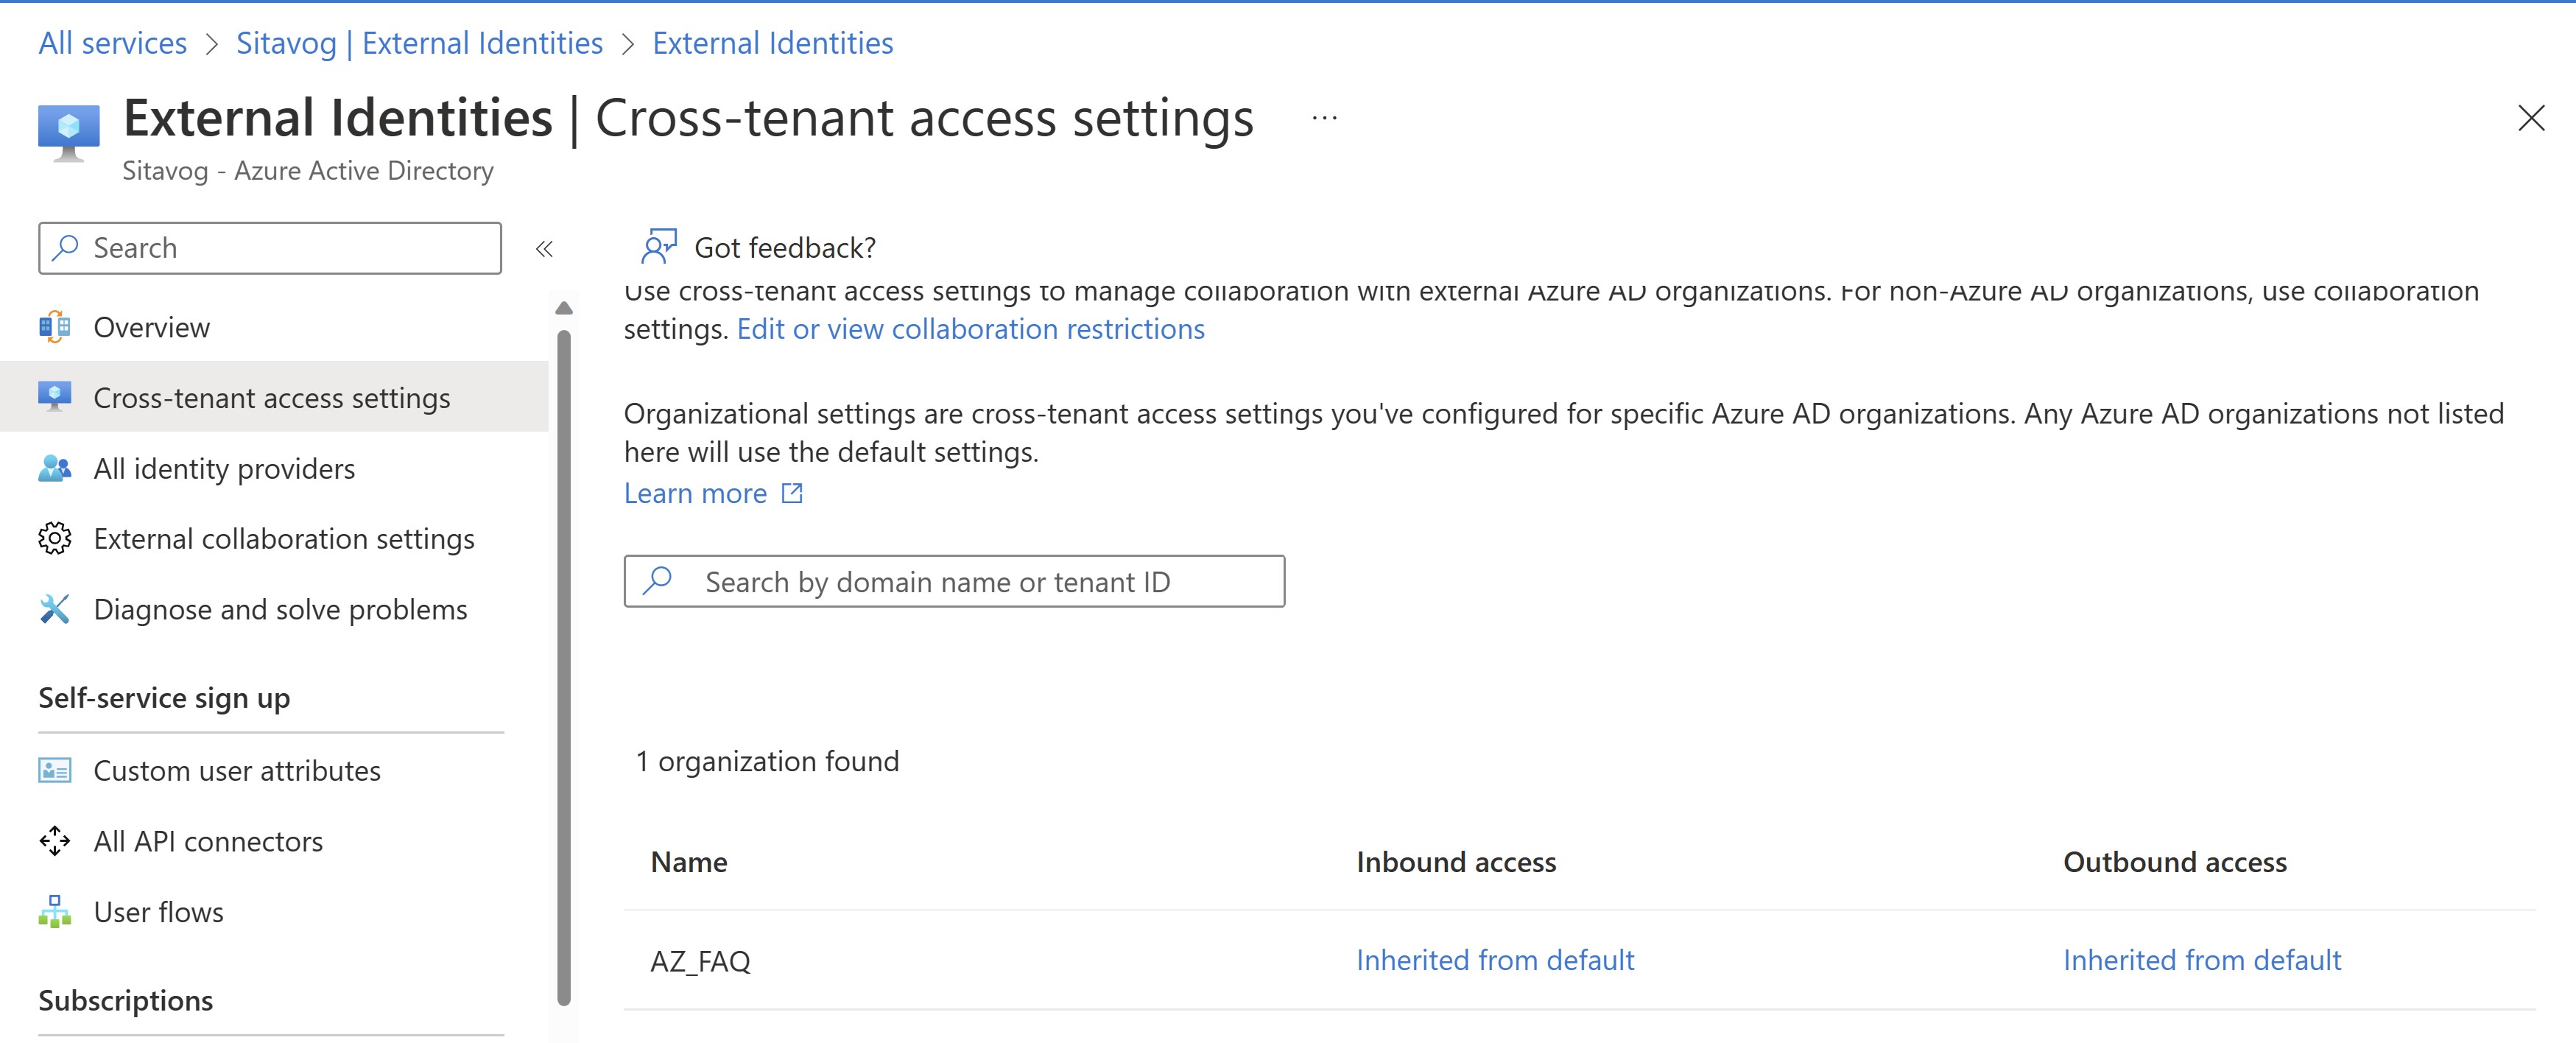 All services > Sitavog | External Identities > External Identities
External Identities | Cross-tenant access settings ...
Sitavog - Azure Active Directory
Search
Overview
Cross-tenant access settings
All identity providers
External collaboration settings
Diagnose and solve problems
Self-service sign up
Custom user attributes
All API connectors
User flows
Subscriptions
Got feedback?
Use cross-tenant access settings to manage collaboration with external Azure AD organizations. For non-Azure AD organizations, use collaboration
settings. Edit or view collaboration restrictions
Organizational settings are cross-tenant access settings you've configured for specific Azure AD organizations. Any Azure AD organizations not listed
here will use the default settings.
Learn more
Search by domain name or tenant ID
1 organization found
Name Inbound access Outbound access
AZ_FAQ Inherited from default Inherited from default